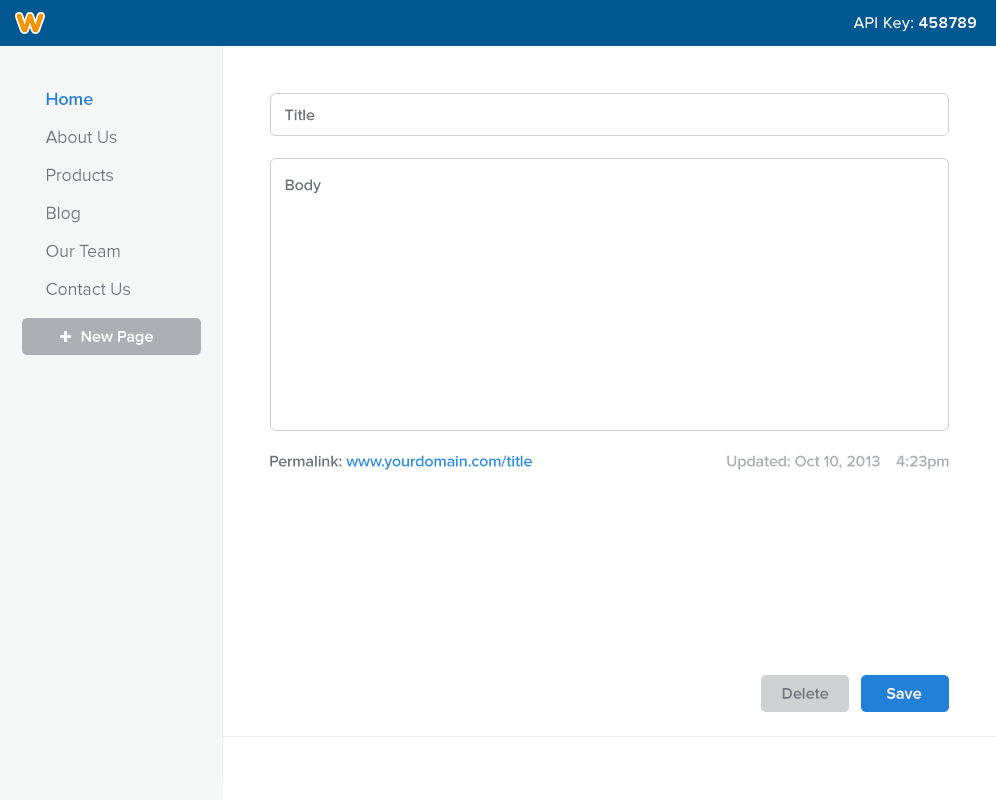 W
API Key: 458789
Home
About Us
Products
Blog
Our Team
Contact Us
+ New Page
Title
Body
Permalink: www.yourdomain.com/title
Updated: Oct 10, 2013 4:23pm
Delete
Save